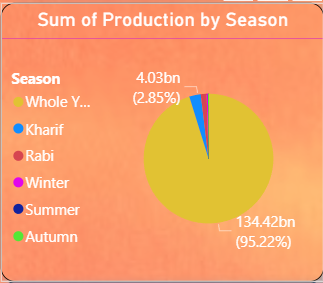 Sum of Production by Season
Season
Whole Y...
Kharif
Rabi
Winter
Summer
Autumn
4.03bn
(2.85%)
134.42bn
(95.22%)